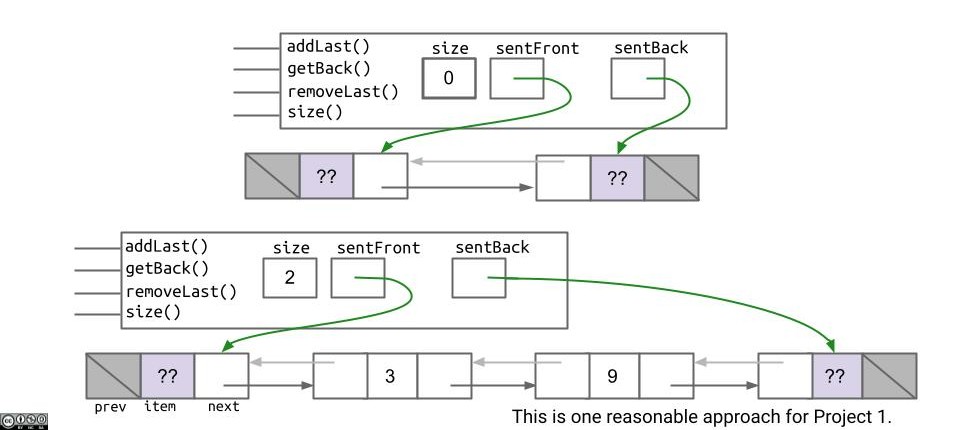 addLast()
getBack()
removeLast()
size()
size
sentFront
sentBack
0
??
??
addLast()
getBack()
removeLast()
size()
size
sentFront
sentBack
2
??
3
9
??
prev item next
This is one reasonable approach for Project 1.